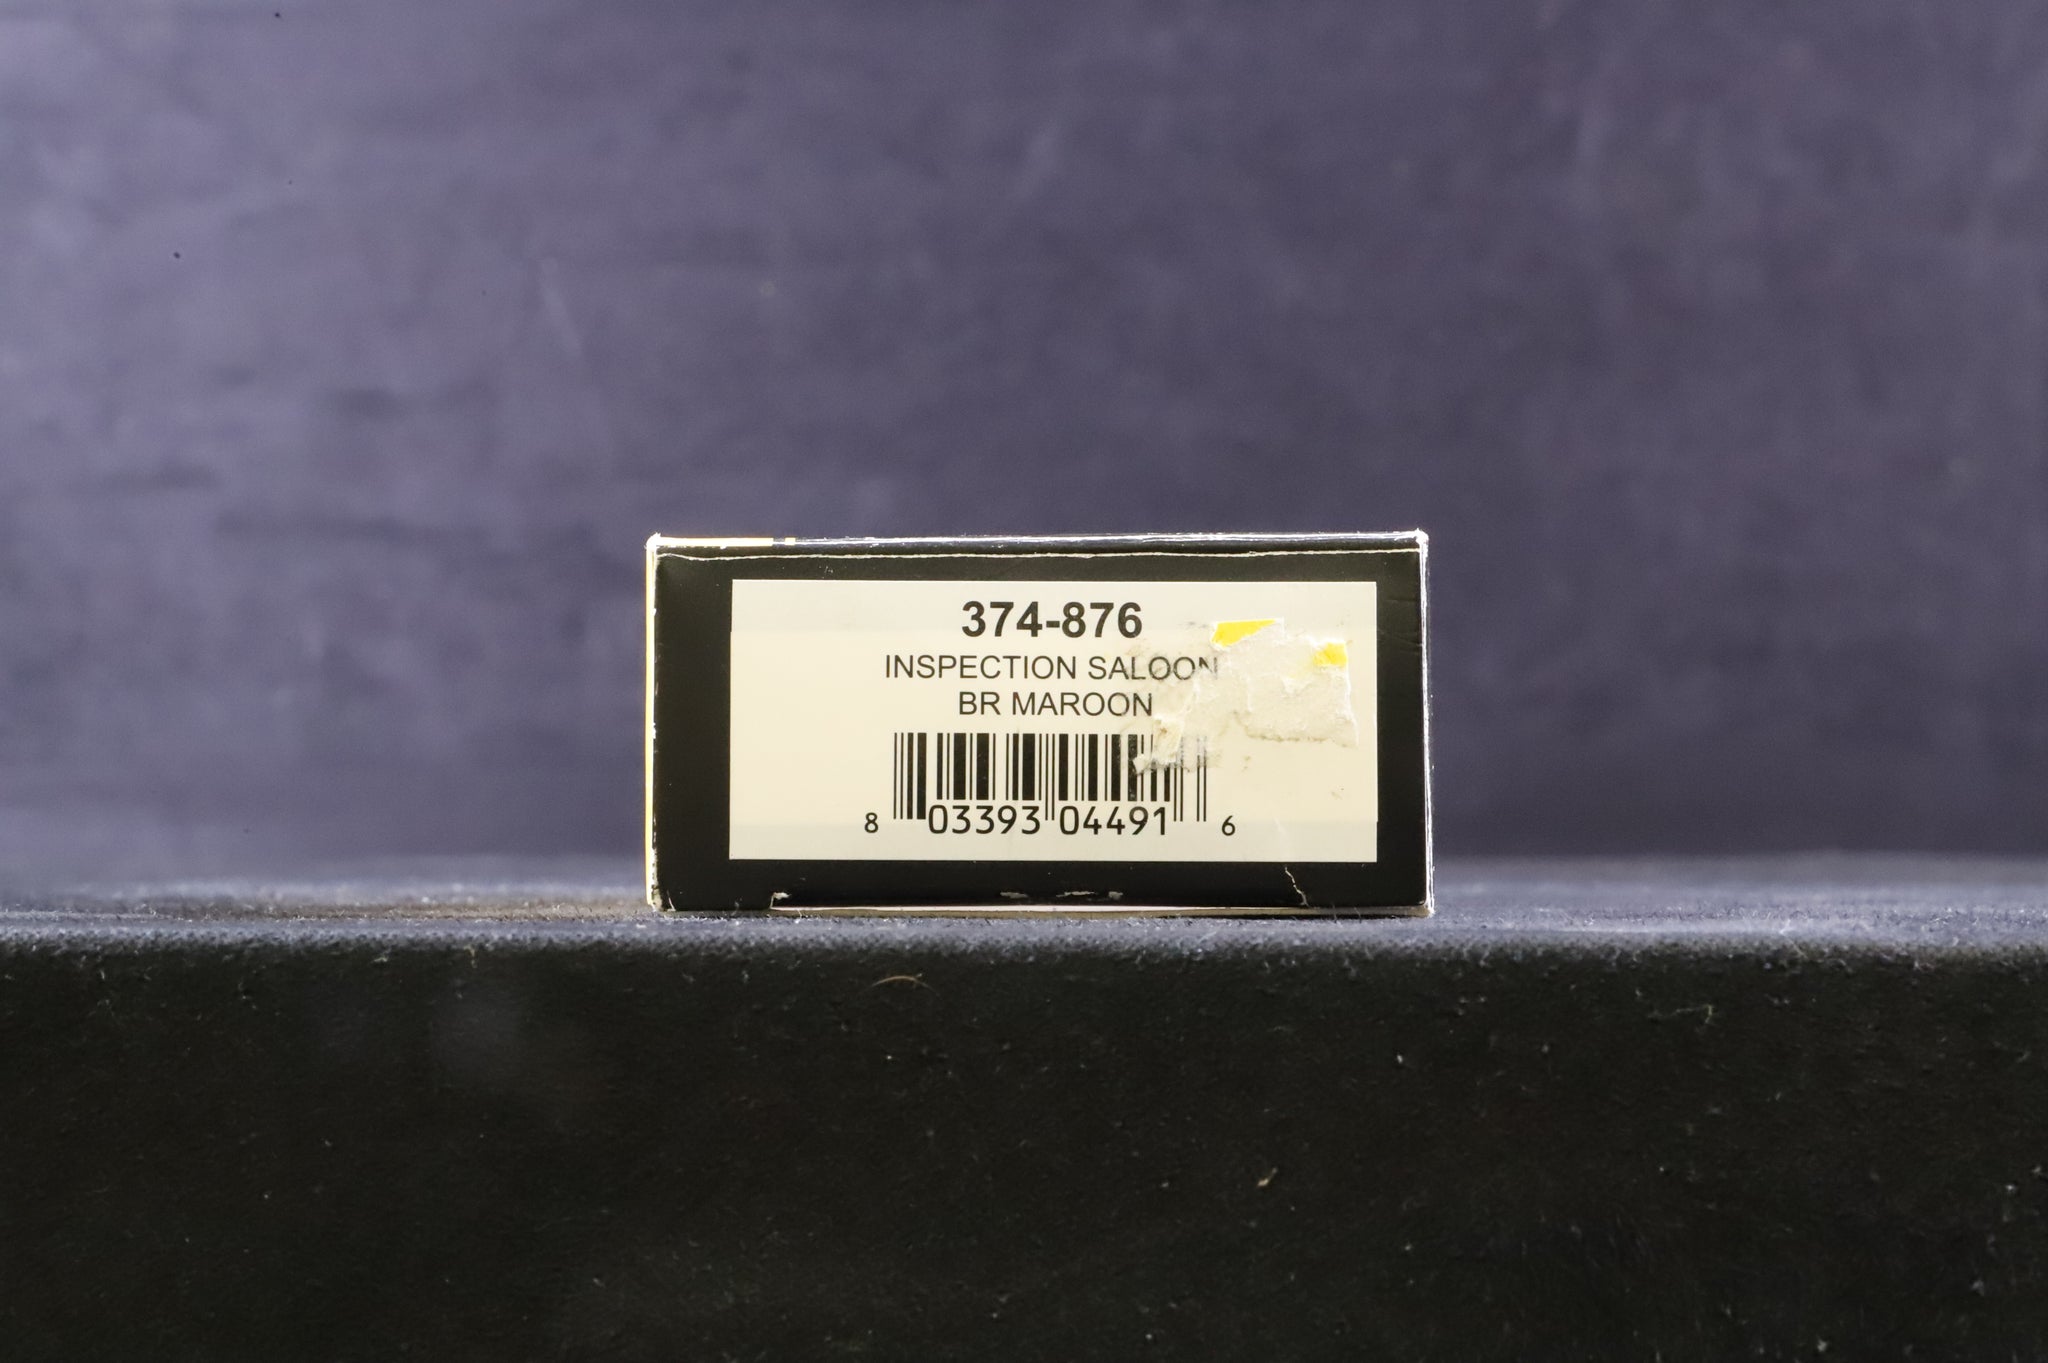 374-876
INSPECTION SALOON
BR MAROON
8 03393 04491 6